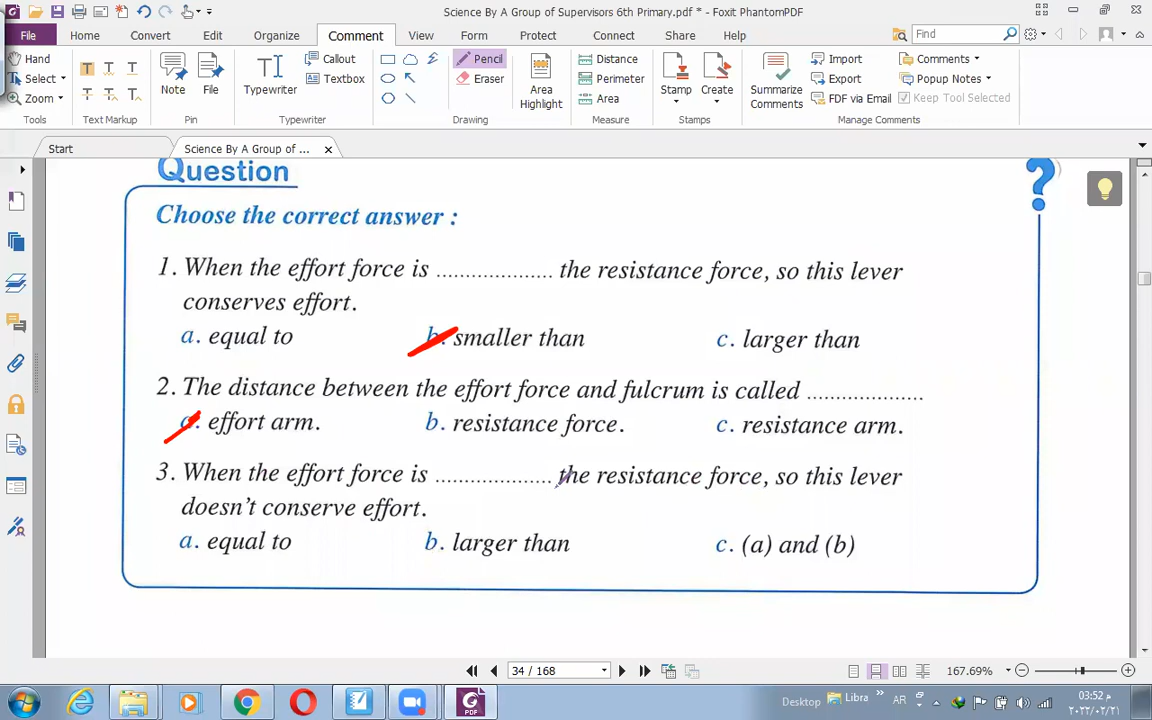 Science By A Group of Supervisors 6th Primary.pdf * - Foxit PhantomPDF
File Home Convert Edit Organize Comment View Form Protect Connect Share Help Find
Hand Select Zoom Tools
Text Markup
Note File Pin
Typewriter Callout Textbox Typewriter
Pencil Eraser Drawing
Area Highlight Distance Perimeter Area Measure
Stamp Create Stamps
Summarize Comments Import Export FDF via Email Comments Popup Notes Keep Tool Selected Manage Comments
Start Science By A Group of ...
Question
?
Choose the correct answer :
1. When the effort force is .................... the resistance force, so this lever
conserves effort.
a. equal to b. smaller than c. larger than
2. The distance between the effort force and fulcrum is called ....................
a. effort arm. b. resistance force. c. resistance arm.
3. When the effort force is .................... the resistance force, so this lever
doesn't conserve effort.
a. equal to b. larger than c. (a) and (b)
34 / 168 167.69%
Desktop Libra » AR 03:52 م
٢٠٢٢/٠٢/٢١